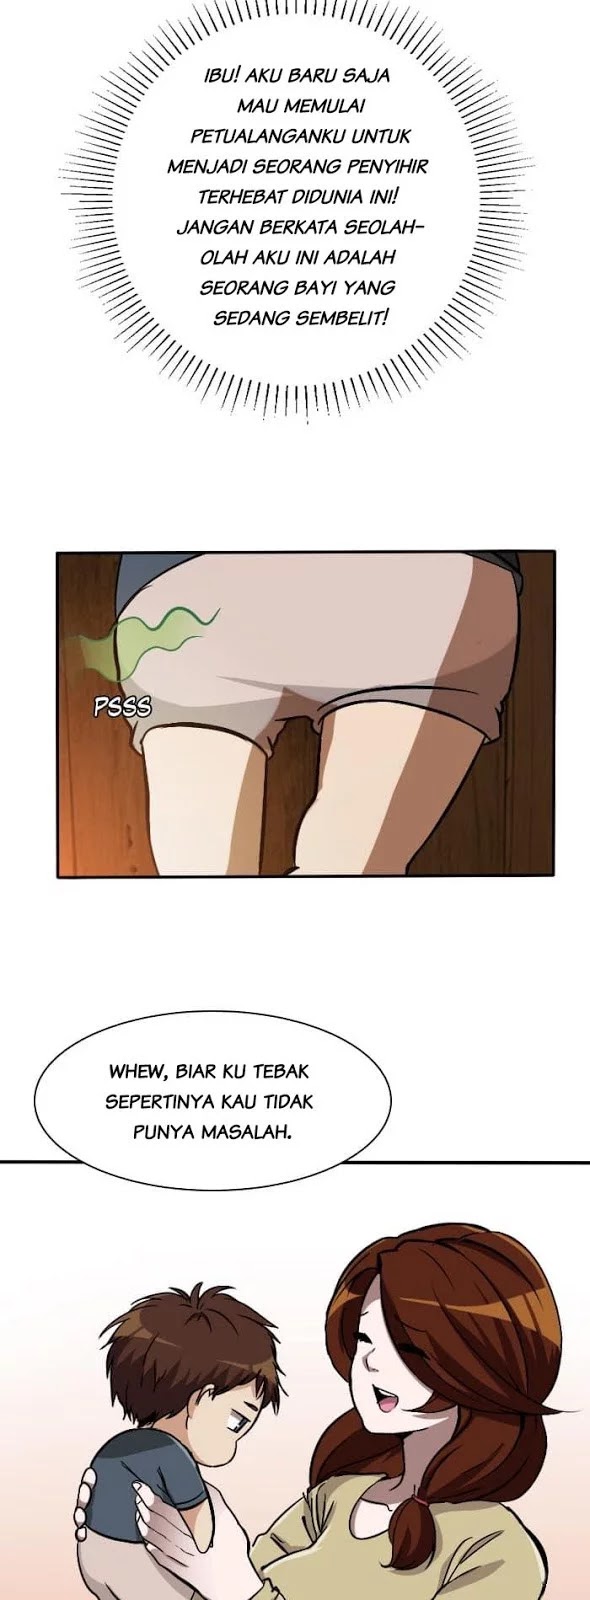 IBU! AKU BARU SAJA
MAU MEMULAI
PETUALANGANKU UNTUK
MENJADI SEORANG PENYIHIR
TERHEBAT DIDUNIA INI!
JANGAN BERKATA SEOLAH-
OLAH AKU INI ADALAH
SEORANG BAYI YANG
SEDANG SEMBELIT!
PSSS
WHEW, BIAR KU TEBAK
SEPERTINYA KAU TIDAK
PUNYA MASALAH.